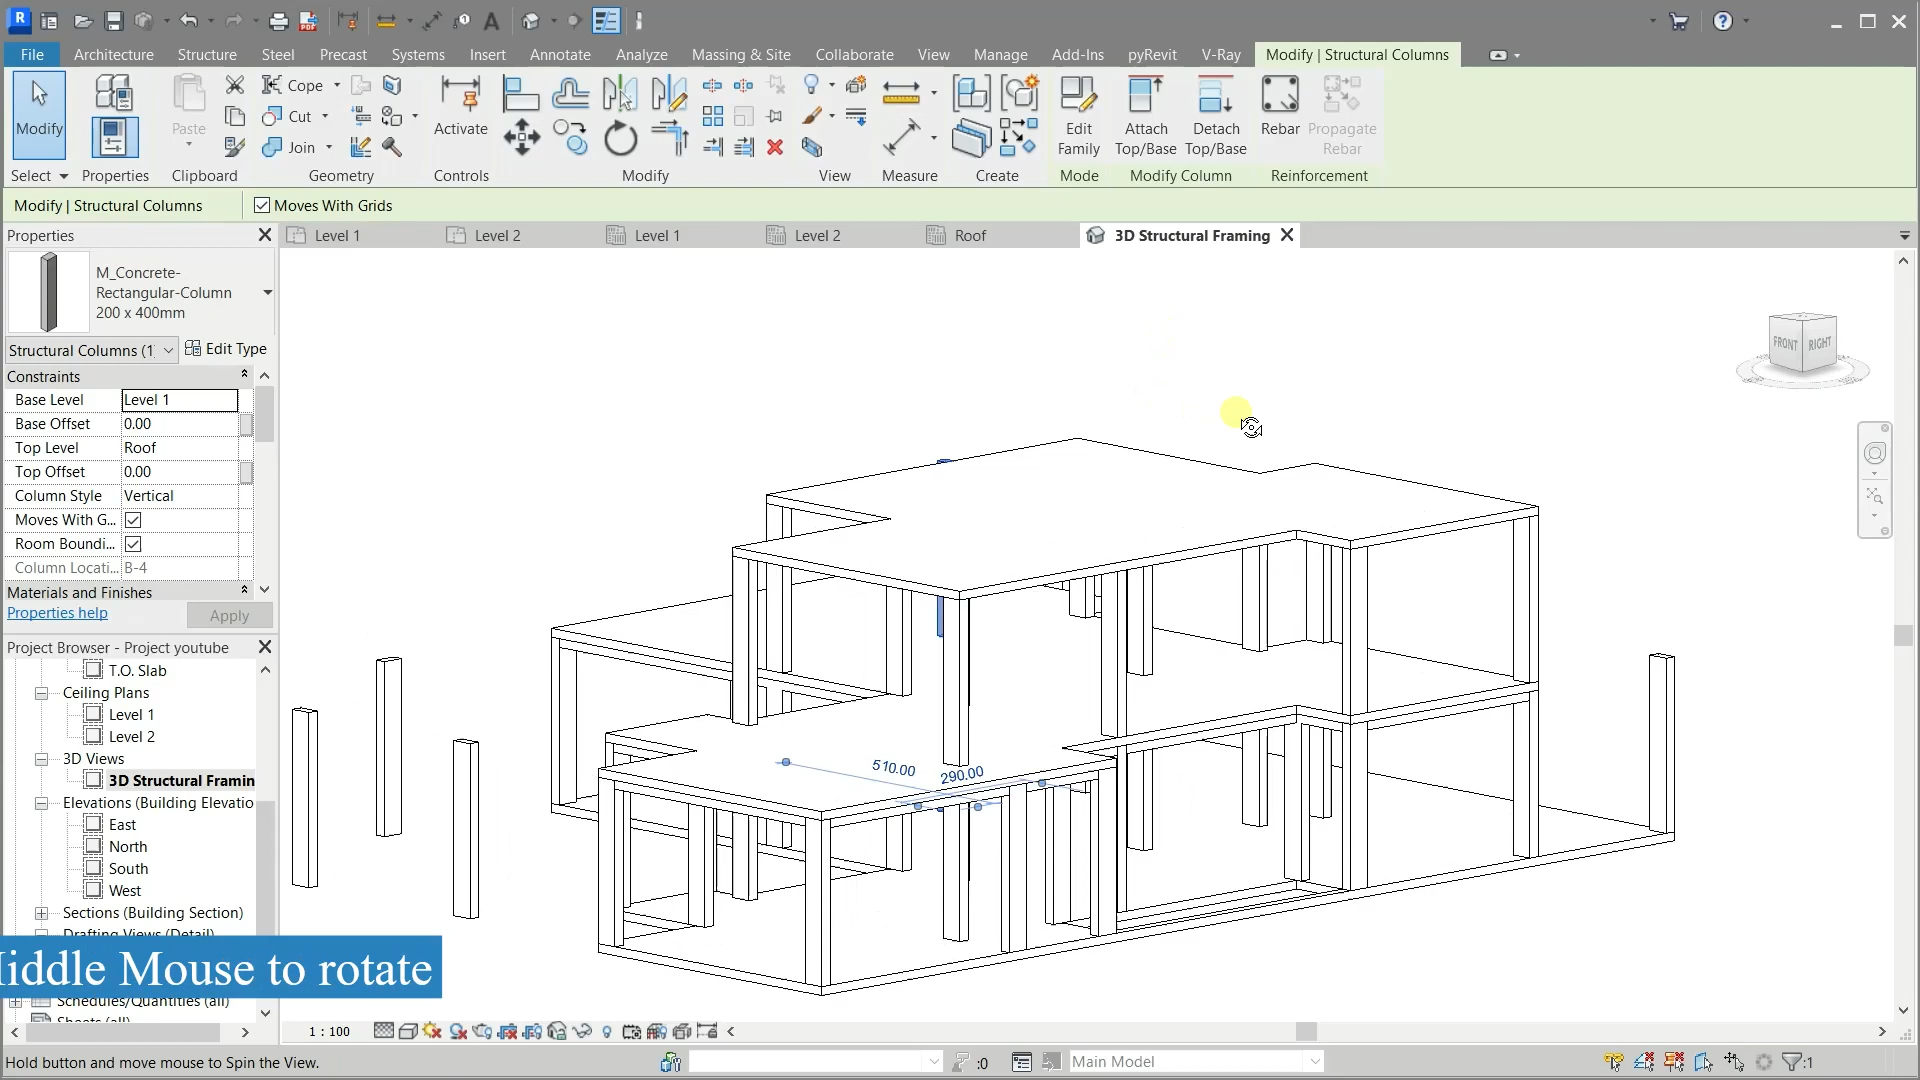 File Architecture Structure Steel Precast Systems Insert Annotate Analyze Massing & Site Collaborate View Manage Add-Ins pyRevit V-Ray Modify | Structural Columns
Modify
Paste
Cope
Cut
Join
Activate
Edit Family
Attach Top/Base
Detach Top/Base
Rebar
Propagate Rebar
Select Properties Clipboard Geometry Controls Modify View Measure Create Mode Modify Column Reinforcement
Modify | Structural Columns Moves With Grids
Properties
Level 1 Level 2 Level 1 Level 2 Roof 3D Structural Framing
M_Concrete-
Rectangular-Column
200 x 400mm
Structural Columns (1) Edit Type
Constraints
Base Level Level 1
Base Offset 0.00
Top Level Roof
Top Offset 0.00
Column Style Vertical
Moves With G...
Room Boundi...
Column Locati... B-4
Materials and Finishes
Properties help Apply
FRONT RIGHT
510.00 290.00
Project Browser - Project youtube
T.O. Slab
Ceiling Plans
Level 1
Level 2
3D Views
3D Structural Framin
Elevations (Building Elevatio
East
North
South
West
Sections (Building Section)
Drafting Views (Detail)
iddle Mouse to rotate
Schedules/Quantities (all)
Sheets (all)
1 : 100
Hold button and move mouse to Spin the View.
:0 Main Model :1